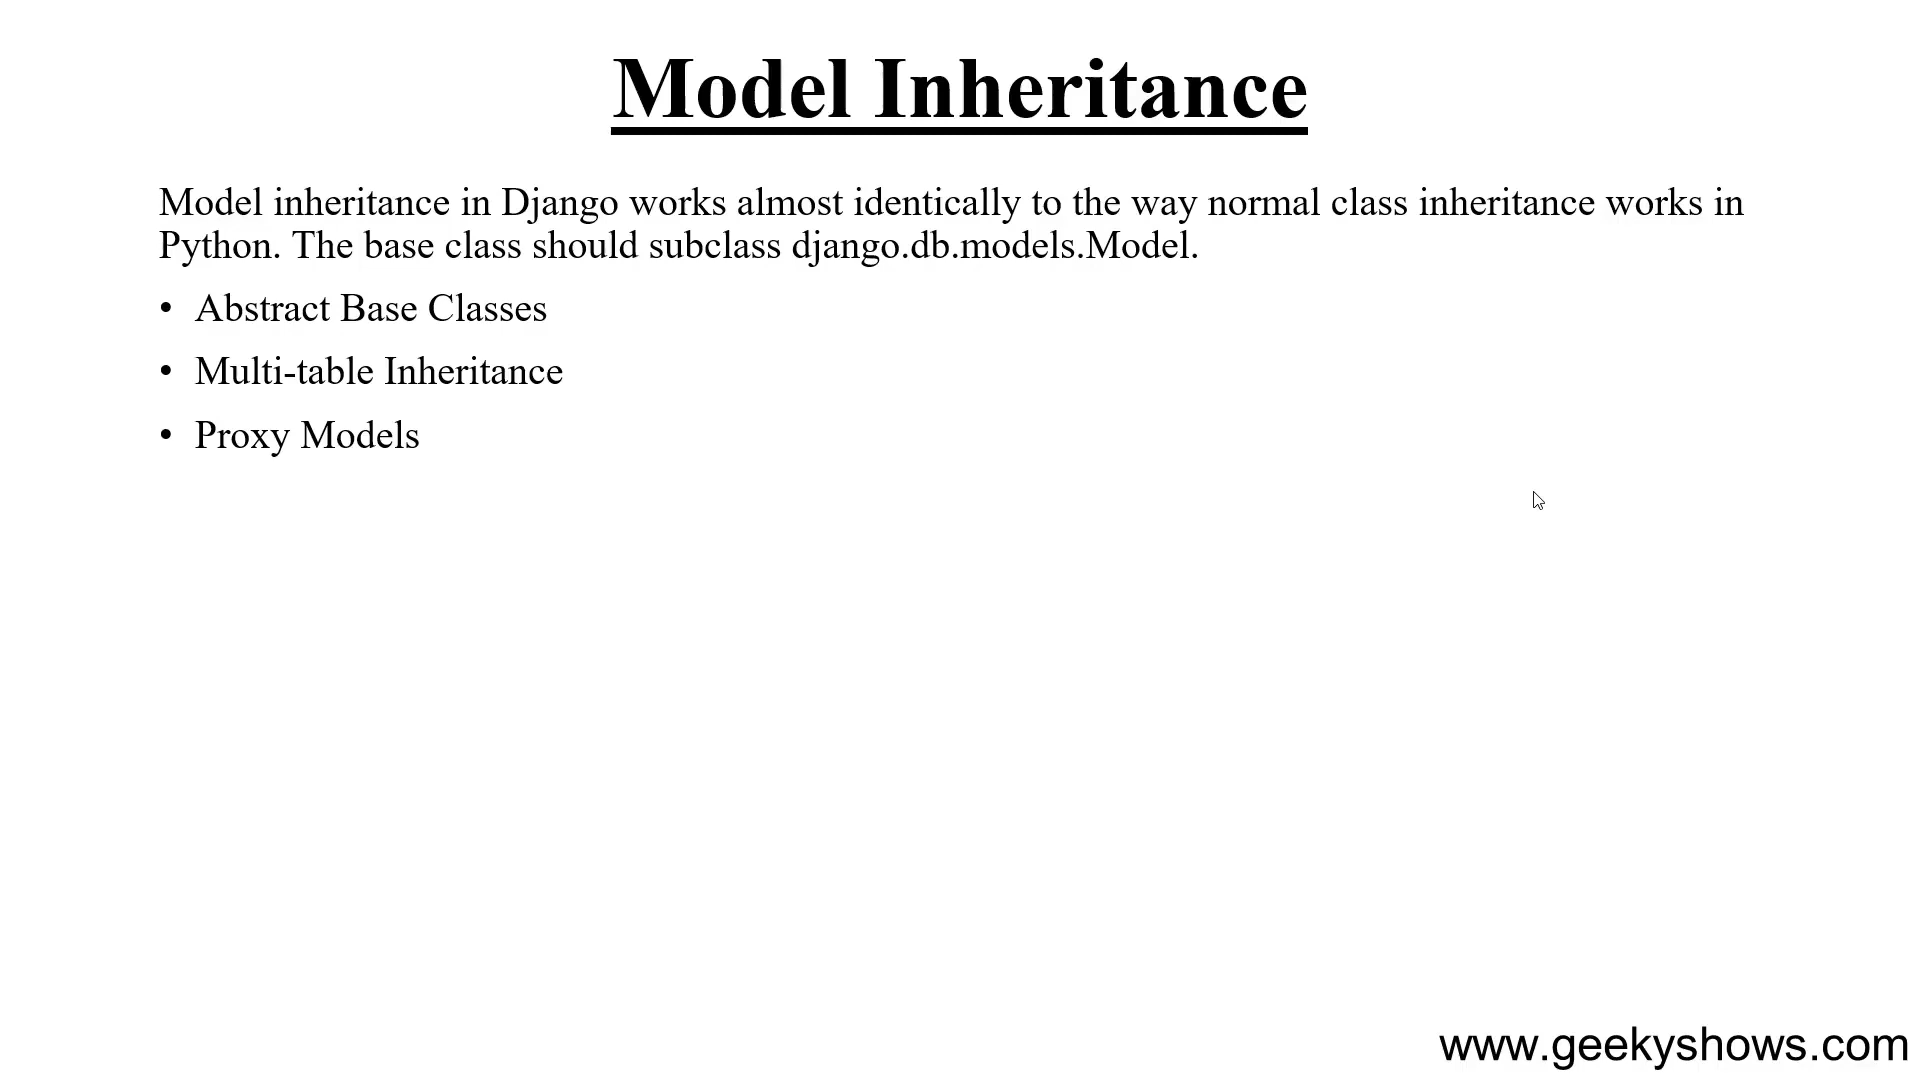 Model Inheritance
Model inheritance in Django works almost identically to the way normal class inheritance works in
Python. The base class should subclass django.db.models.Model.
• Abstract Base Classes
• Multi-table Inheritance
• Proxy Models
www.geekyshows.com